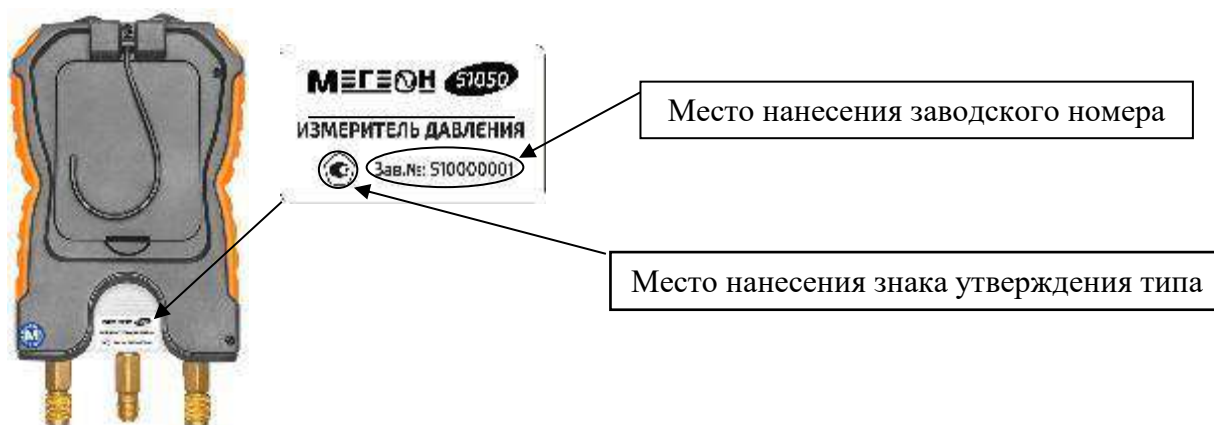 МЕГЕОН 51050
ИЗМЕРИТЕЛЬ ДАВЛЕНИЯ
Зав.№: 510000001
Место нанесения заводского номера
Место нанесения знака утверждения типа